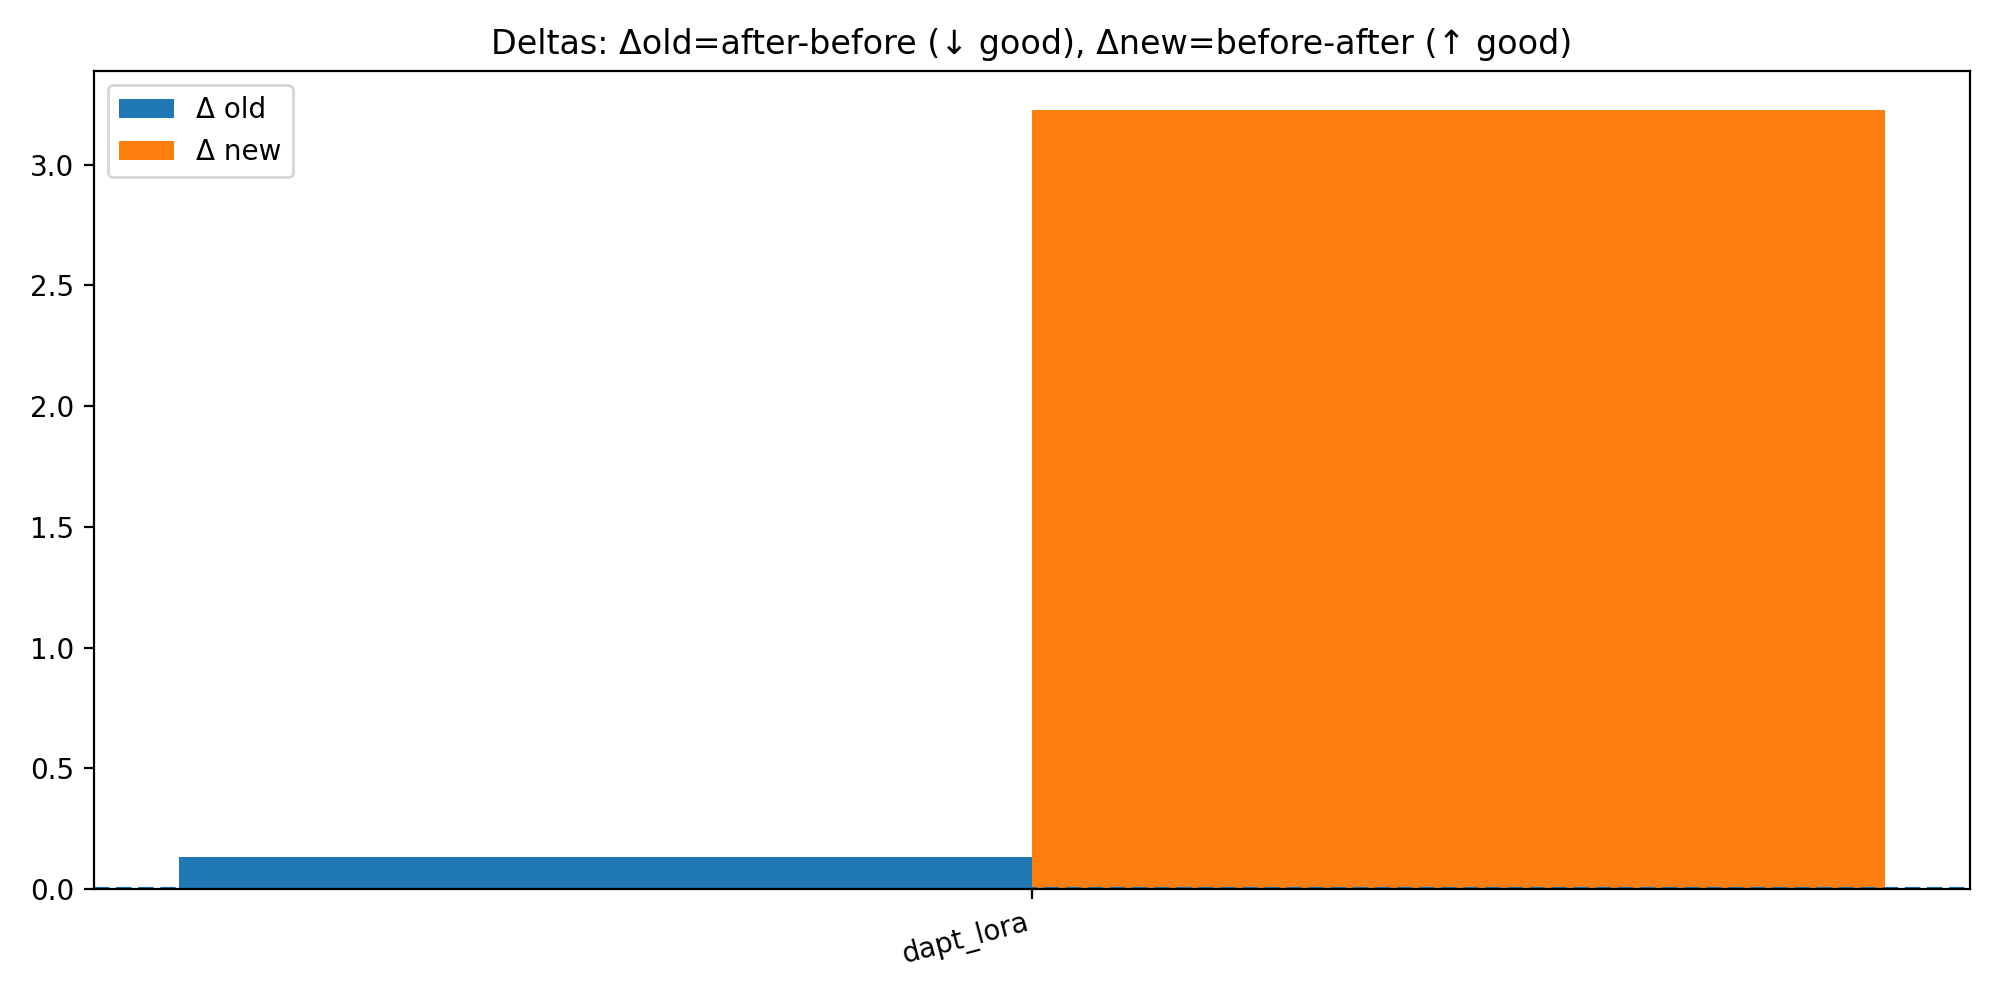 Deltas: Δold=after-before (↓ good), Δnew=before-after (↑ good)
Δ old
Δ new
3.0
2.5
2.0
1.5
1.0
0.5
0.0
dapt_lora